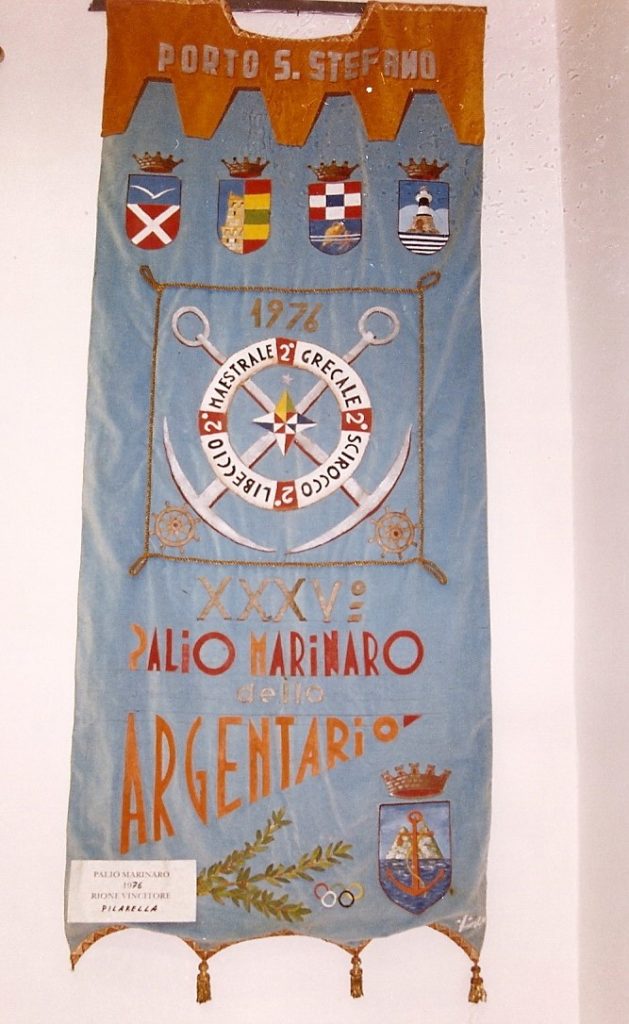 PORTO S. STEFANO
1976
2° MAESTRALE 2° GRECALE 2° SCIROCCO 2° LIBECCIO
XXXVº
PALiO MARiNARO
dello
ARGENTARiO
PALIO MARINARO
1976
RIONE VINCITORE
PILARELLA